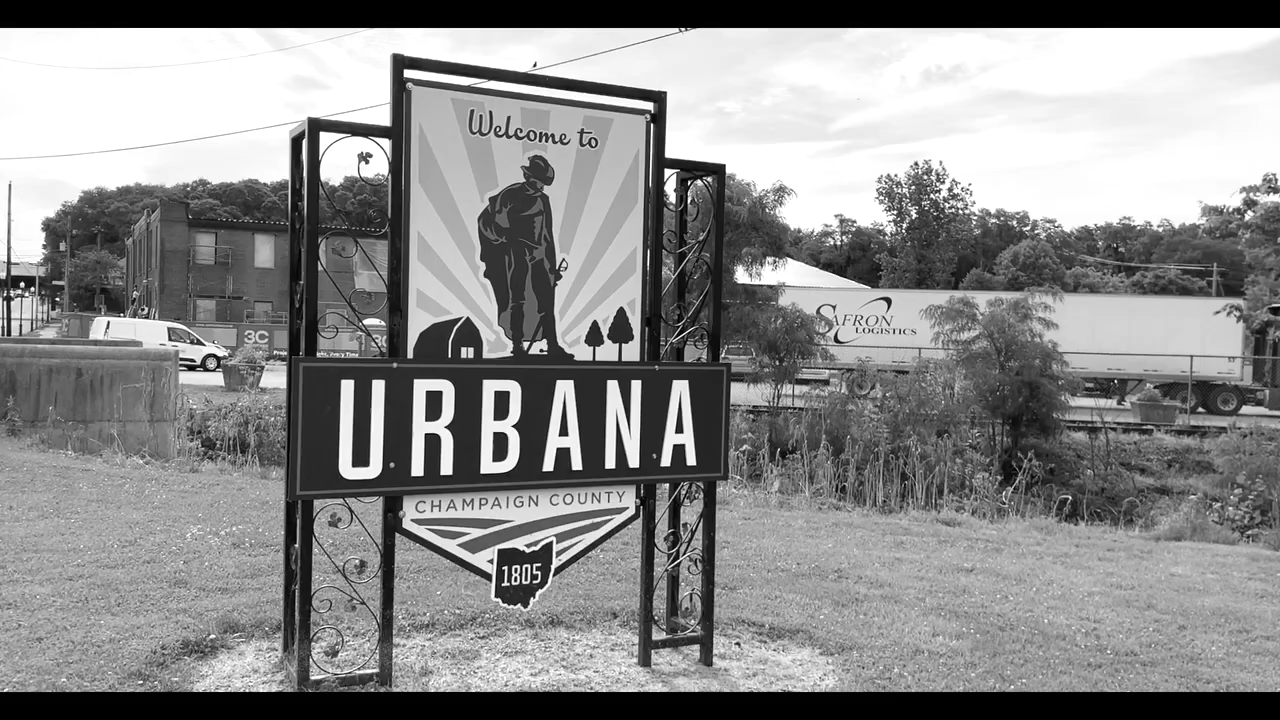 Welcome to
URBANA
CHAMPAIGN COUNTY
1805
SAFRON
LOGISTICS
3C